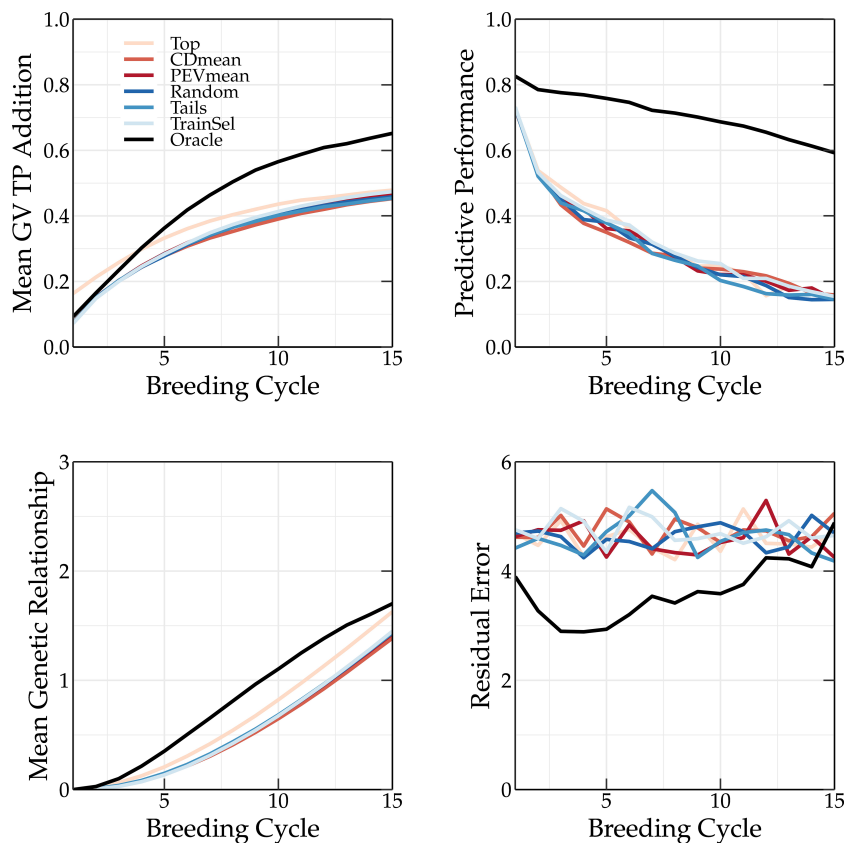 Mean GV TP Addition
1.0
0.8
0.6
0.4
0.2
0.0
Top
CDmean
PEVmean
Random
Tails
TrainSel
Oracle
5
10
15
Breeding Cycle
Predictive Performance
1.0
0.8
0.6
0.4
0.2
0.0
5
10
15
Breeding Cycle
Mean Genetic Relationship
3
2
1
0
5
10
15
Breeding Cycle
Residual Error
6
4
2
0
5
10
15
Breeding Cycle